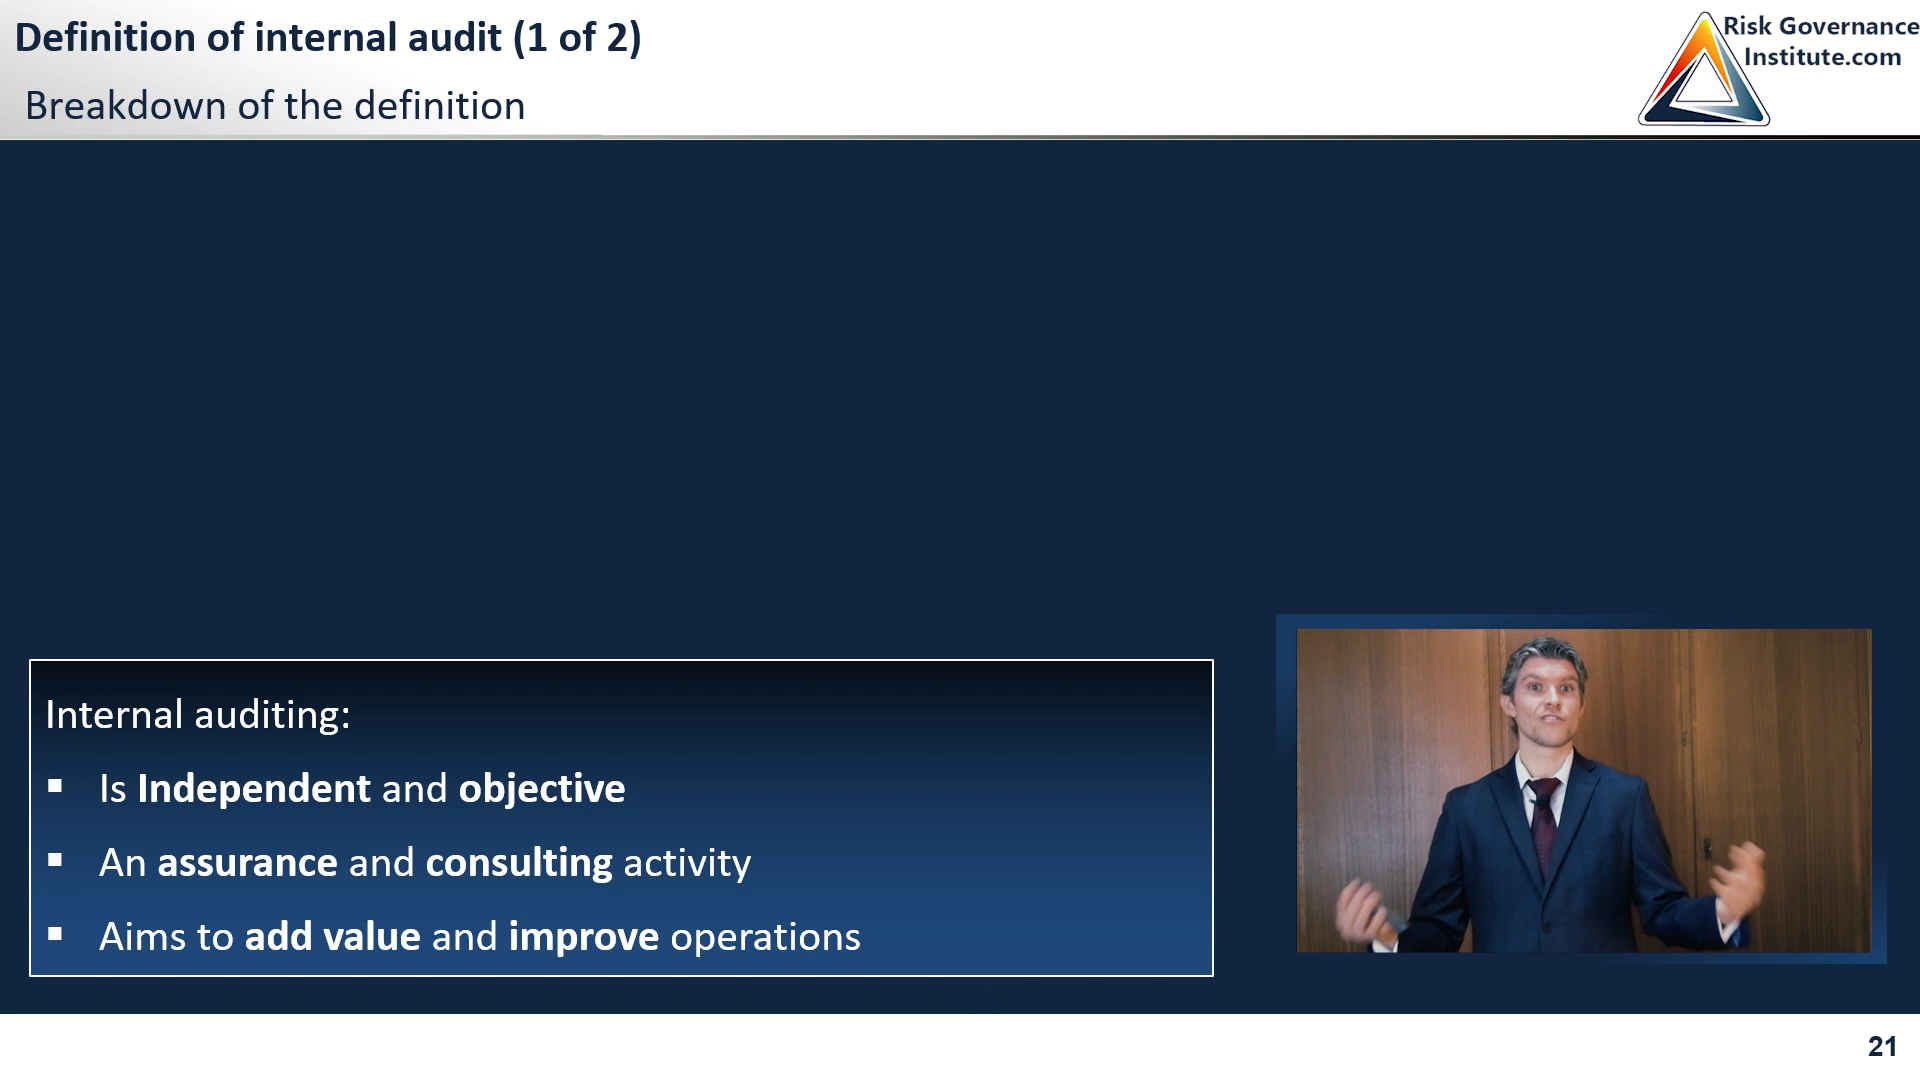 Definition of internal audit (1 of 2)
Breakdown of the definition
Risk Governance
Institute.com
Internal auditing:
▪ Is Independent and objective
▪ An assurance and consulting activity
▪ Aims to add value and improve operations
21